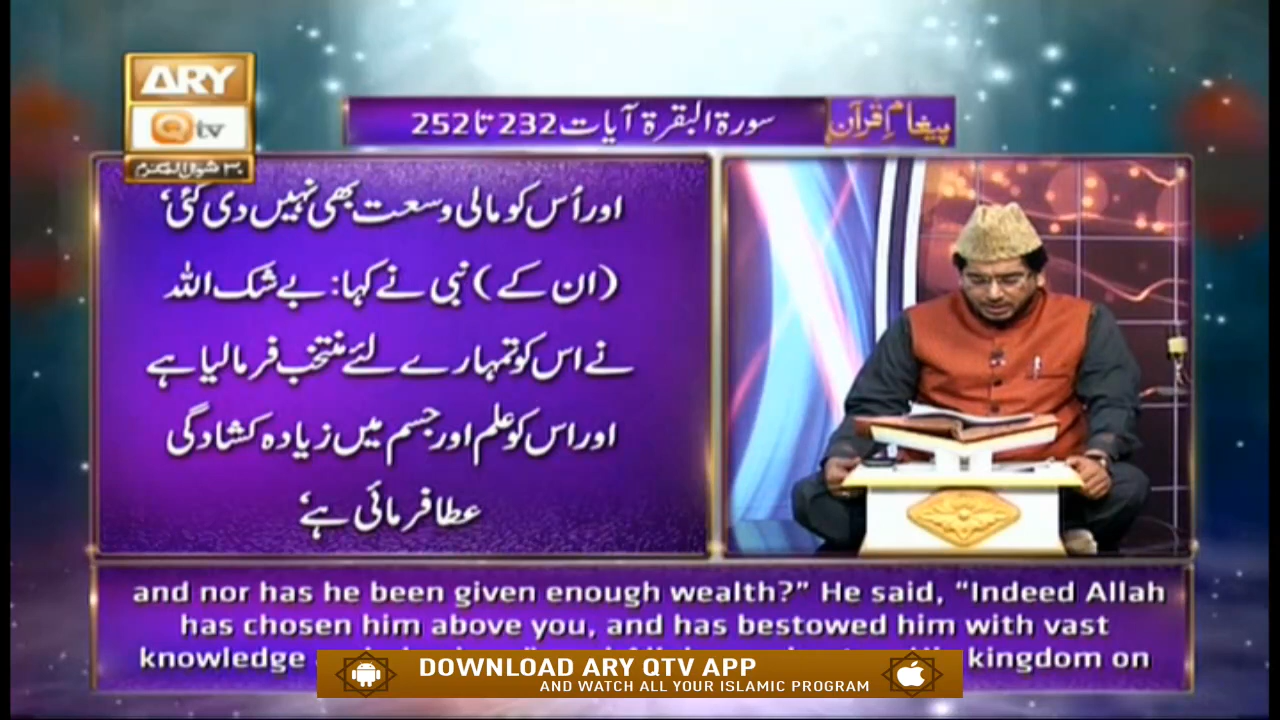 ARY
Qtv
۳۰ شوال المکرم
سورۃ البقرۃ آیات 232 تا 252
پیغامِ قرآن
اور اُس کو مالی وسعت بھی نہیں دی گئی‘
(ان کے) نبی نے کہا: بے شک اللہ
نے اس کو تمہارے لئے منتخب فرما لیا ہے
اور اس کو علم اور جسم میں زیادہ کشادگی
عطا فرمائی ہے‘
and nor has he been given enough wealth?” He said, “Indeed Allah
has chosen him above you, and has bestowed him with vast
knowledge kingdom on
DOWNLOAD ARY QTV APP
AND WATCH ALL YOUR ISLAMIC PROGRAM